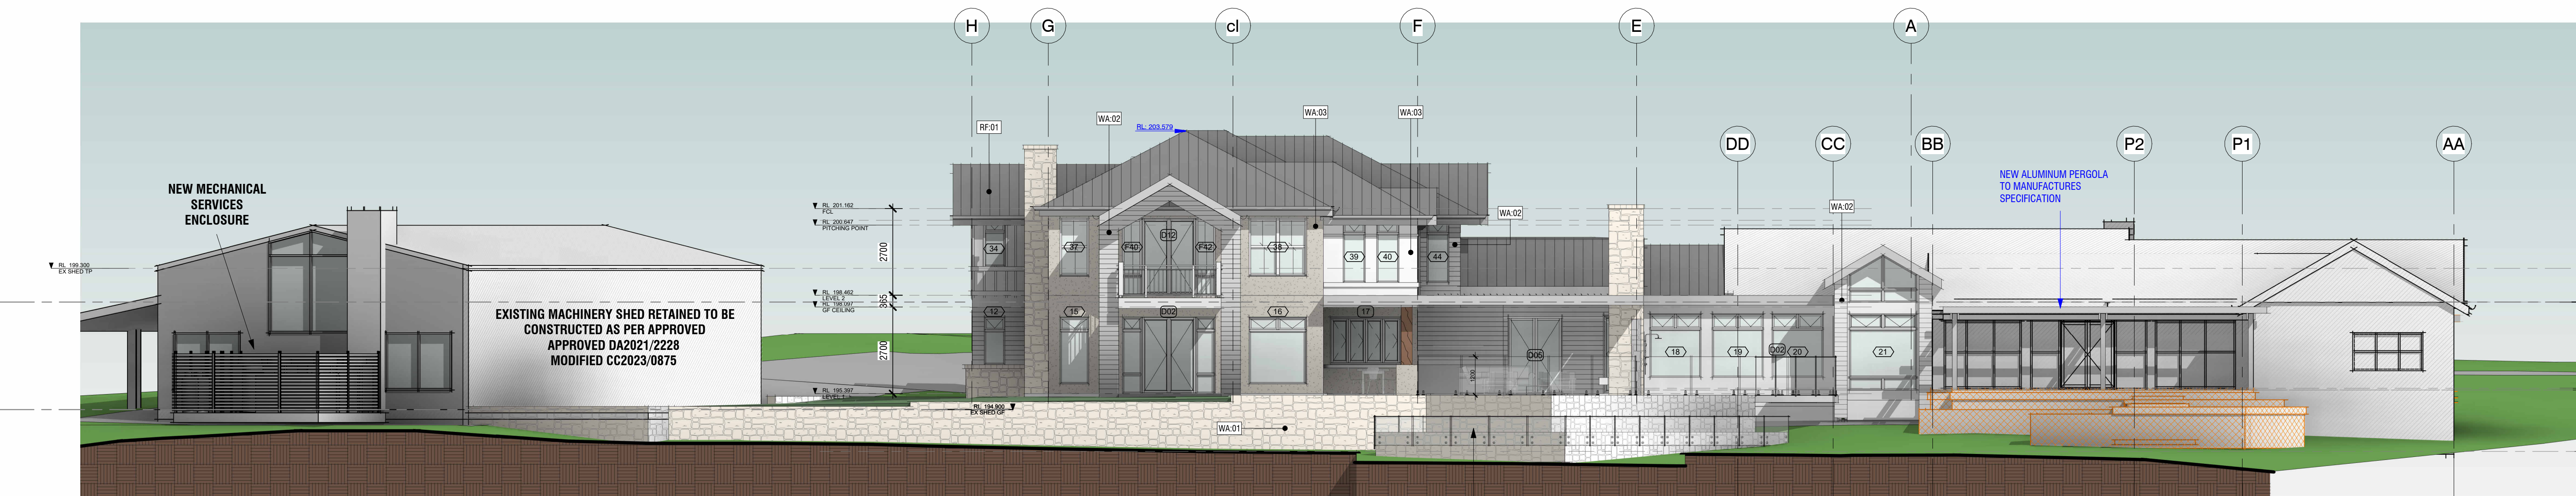 H
G
cl
F
E
A
DD
CC
BB
P2
P1
AA
RF:01
WA:02
RL: 203.579
WA:03
WA:03
WA:02
WA:02
NEW MECHANICAL
SERVICES
ENCLOSURE
NEW ALUMINUM PERGOLA
TO MANUFACTURES
SPECIFICATION
RL 201.162
FCL
RL 200.647
PITCHING POINT
RL 199.300
EX SHED TP
2700
RL 198.462
LEVEL 2
365
RL 198.097
GF CEILING
2700
RL 195.397
LEVEL 1
RL 194.900
EX SHED GF
EXISTING MACHINERY SHED RETAINED TO BE
CONSTRUCTED AS PER APPROVED
APPROVED DA2021/2228
MODIFIED CC2023/0875
34
37
F40
D12
F42
38
39
40
44
12
15
D02
16
17
D05
18
19
D02
20
21
1200
WA:01